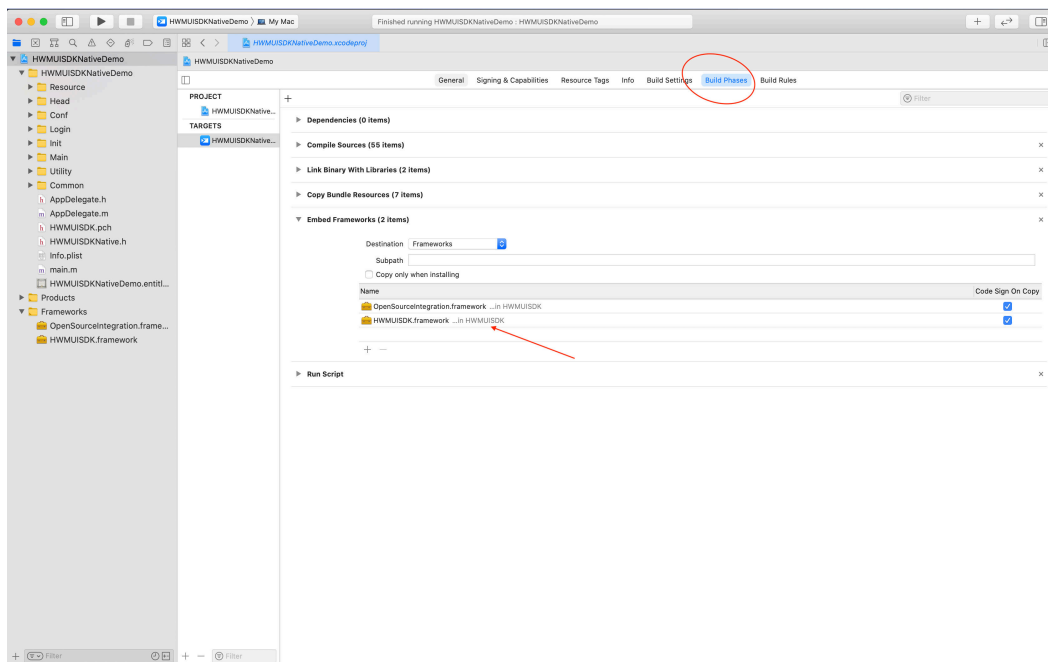 HWMUISDKNativeDemo 〉 My Mac
Finished running HWMUISDKNativeDemo : HWMUISDKNativeDemo
HWMUISDKNativeDemo.xcodeproj
HWMUISDKNativeDemo
HWMUISDKNativeDemo
HWMUISDKNativeDemo
Resource
Head
Conf
Login
Init
Main
Utility
Common
AppDelegate.h
AppDelegate.m
HWMUISDK.pch
HWMUISDKNative.h
Info.plist
main.m
HWMUISDKNativeDemo.entitl...
Products
Frameworks
OpenSourceIntegration.frame...
HWMUISDK.framework
Filter
General Signing & Capabilities Resource Tags Info Build Settings Build Phases Build Rules
PROJECT
HWMUISDKNative...
TARGETS
HWMUISDKNative...
Filter
Filter
Dependencies (0 items)
Compile Sources (55 items)
Link Binary With Libraries (2 items)
Copy Bundle Resources (7 items)
Embed Frameworks (2 items)
Destination Frameworks
Subpath
Copy only when installing
Name Code Sign On Copy
OpenSourceIntegration.framework ...in HWMUISDK
HWMUISDK.framework ...in HWMUISDK
Run Script